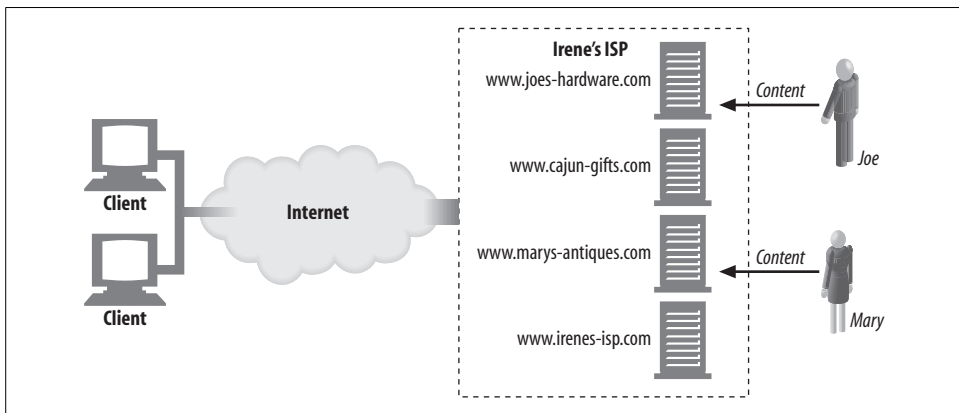 Irene's ISP
www.joes-hardware.com
Content
Joe
www.cajun-gifts.com
Client
Internet
www.marys-antiques.com
Content
Mary
Client
www.irenes-isp.com